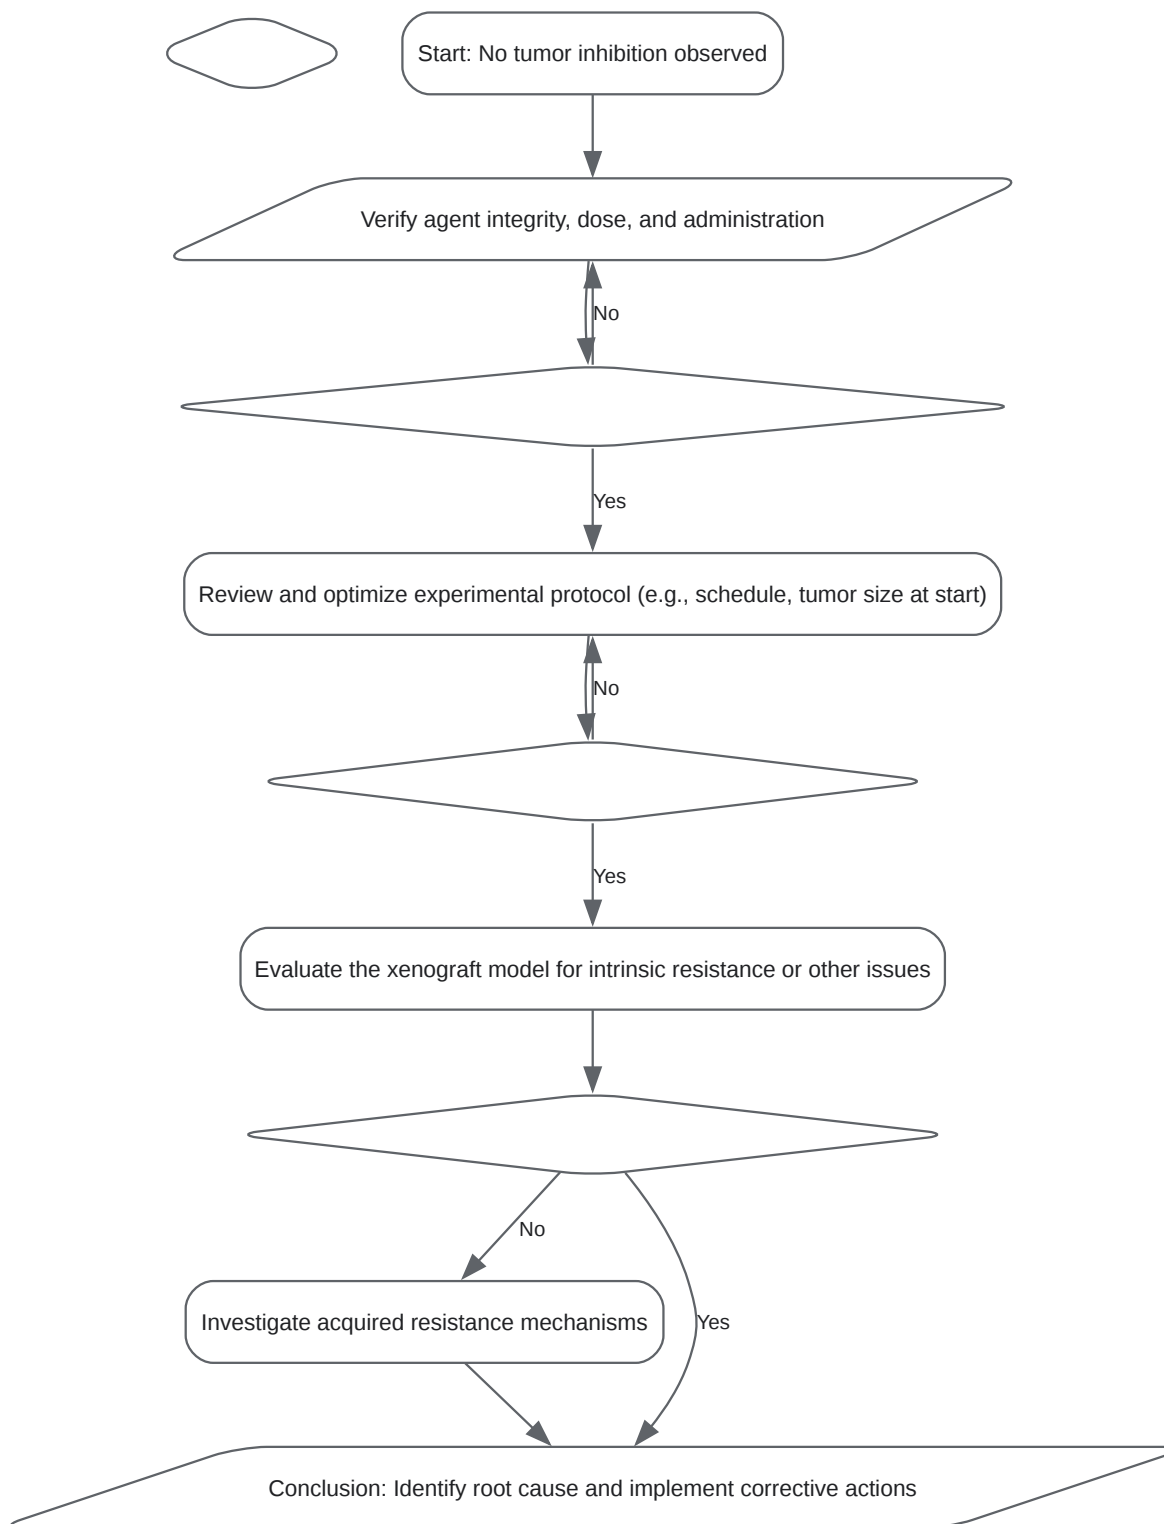 Start: No tumor inhibition observed
Verify agent integrity, dose, and administration
No
Yes
Review and optimize experimental protocol (e.g., schedule, tumor size at start)
No
Yes
Evaluate the xenograft model for intrinsic resistance or other issues
No
Investigate acquired resistance mechanisms
Yes
Conclusion: Identify root cause and implement corrective actions